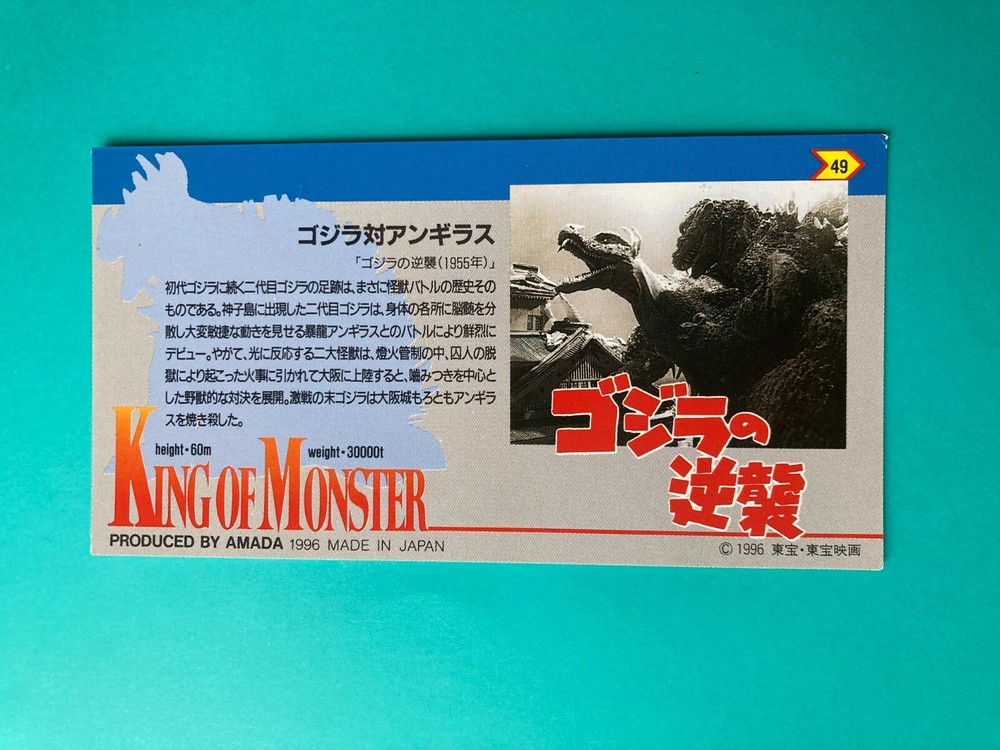 49
ゴジラ対アンギラス
「ゴジラの逆襲(1955年)」
初代ゴジラに続く二代目ゴジラの足跡は、まさに怪獣バトルの歴史その
ものである。神子島に出現した二代目ゴジラは、身体の各所に脳髄を分
散し大変敏捷な動きを見せる暴龍アンギラスとのバトルにより鮮烈に
デビュー。やがて、光に反応する二大怪獣は、燈火管制の中、囚人の脱
獄により起こった火事に引かれて大阪に上陸すると、噛みつきを中心と
した野獣的な対決を展開。激戦の末ゴジラは大阪城もろともアンギラ
スを焼き殺した。
height・60m weight・30000t
KING OF MONSTER
PRODUCED BY AMADA 1996 MADE IN JAPAN
ゴジラの
逆襲
© 1996 東宝・東宝映画